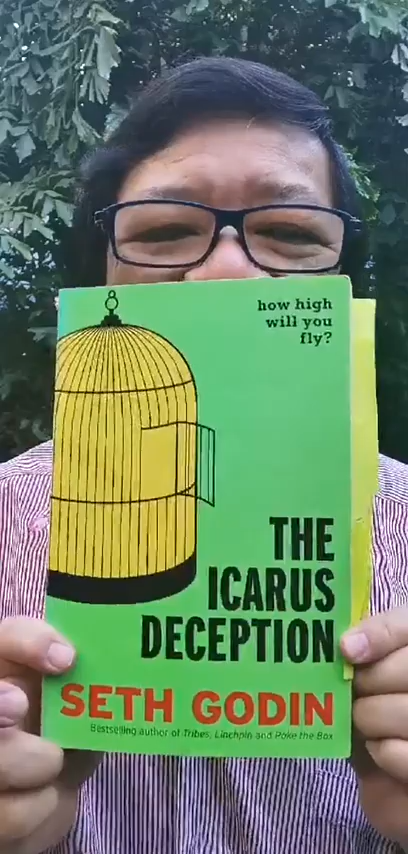 how high
will you
fly?
THE
ICARUS
DECEPTION
SETH GODIN
Bestselling author of Tribes, Linchpin and Poke the Box